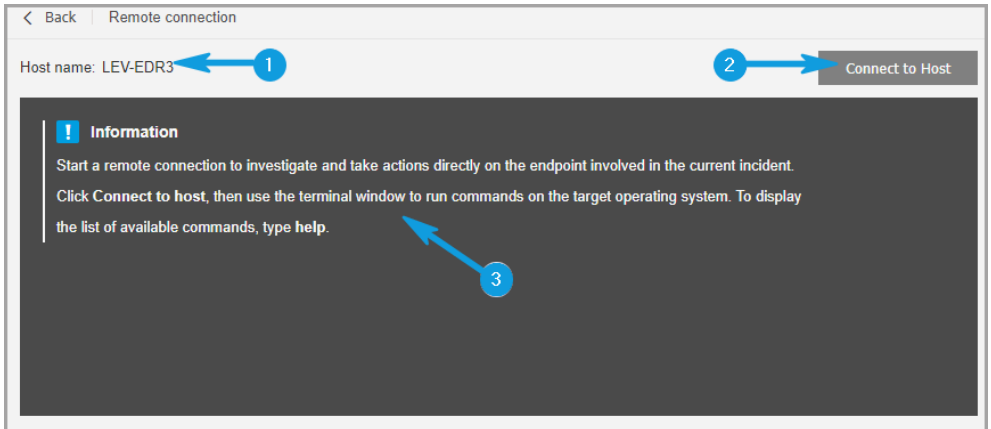 Back Remote connection
Host name: LEV-EDR3 1 2 Connect to Host
! Information
Start a remote connection to investigate and take actions directly on the endpoint involved in the current incident.
Click Connect to host, then use the terminal window to run commands on the target operating system. To display
the list of available commands, type help.
3